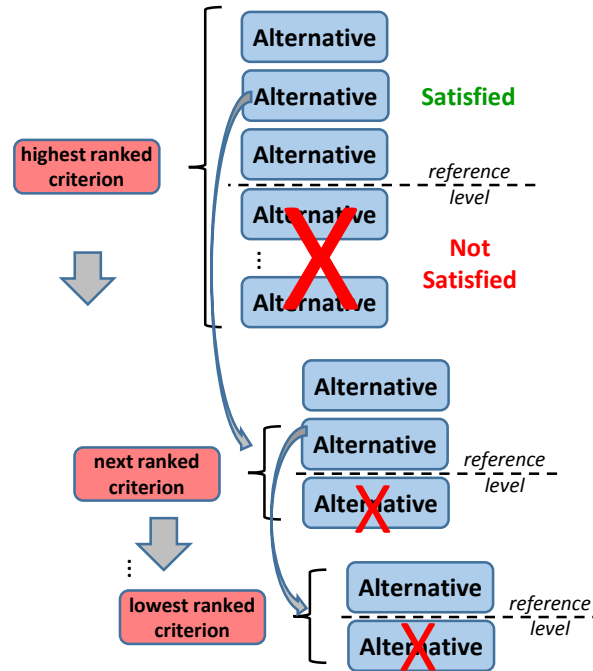 Alternative
Alternative
Satisfied
highest ranked
criterion
Alternative
reference
level
Alternative
...
Not
Satisfied
Alternative
Alternative
next ranked
criterion
Alternative
reference
level
Alternative
...
lowest ranked
criterion
Alternative
reference
level
Alternative